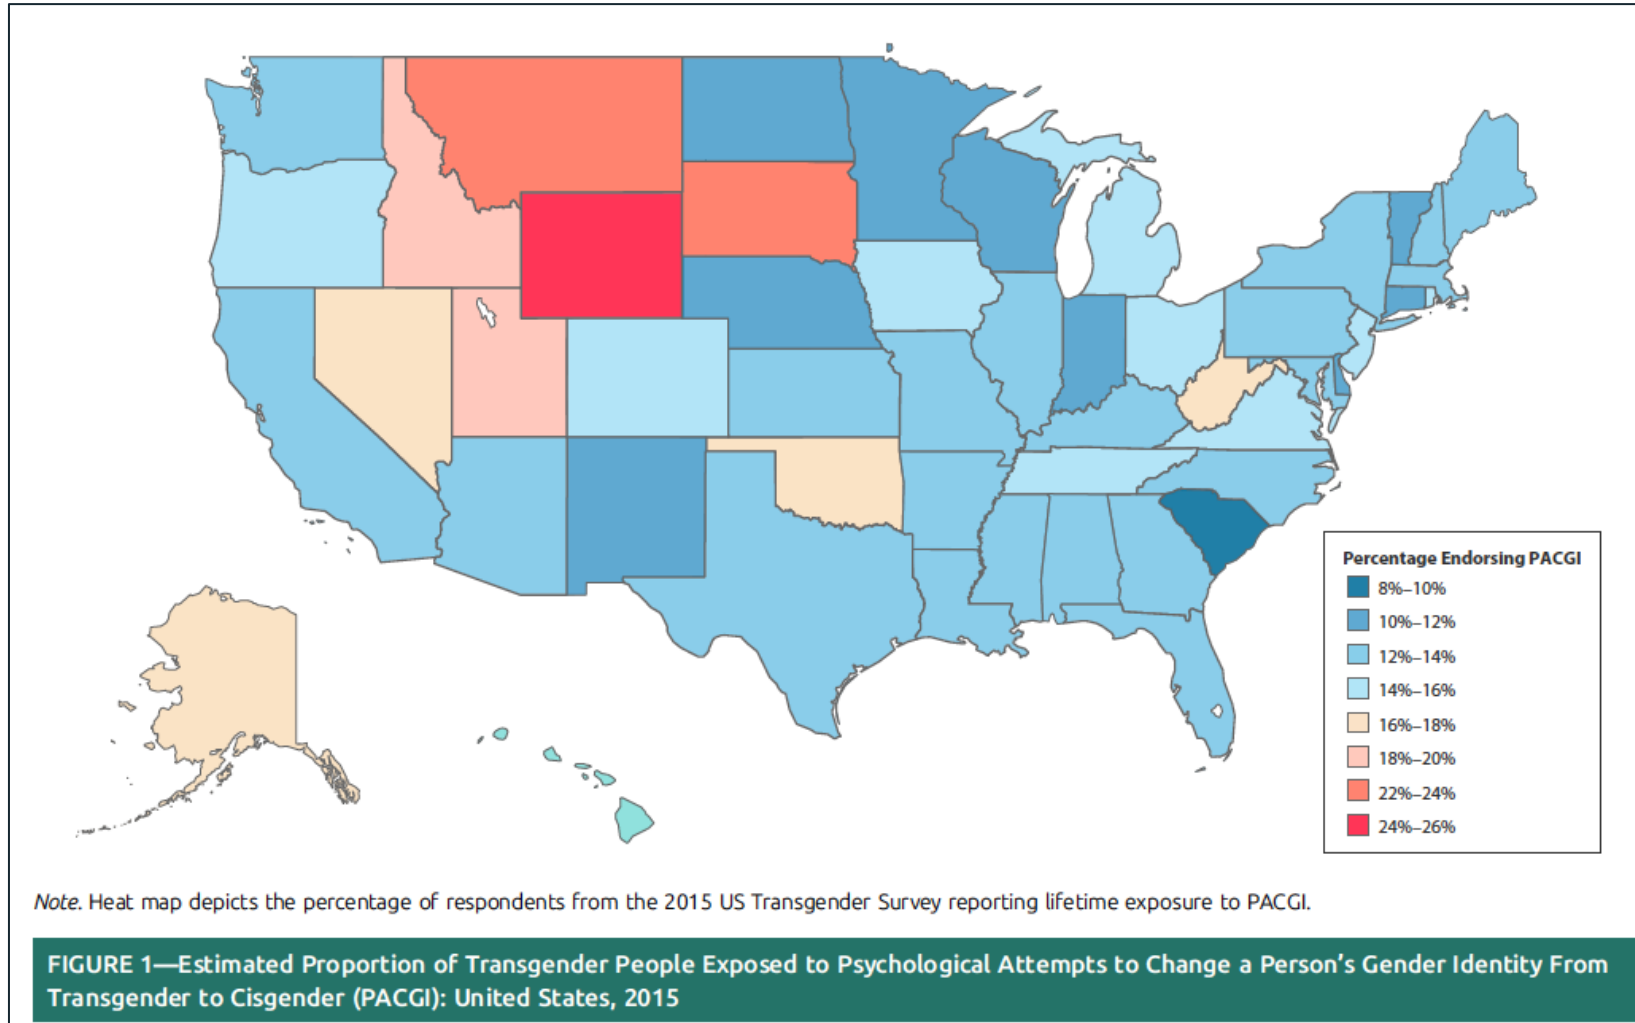 Percentage Endorsing PACGI
8%–10%
10%–12%
12%–14%
14%–16%
16%–18%
18%–20%
22%–24%
24%–26%
Note. Heat map depicts the percentage of respondents from the 2015 US Transgender Survey reporting lifetime exposure to PACGI.
FIGURE 1—Estimated Proportion of Transgender People Exposed to Psychological Attempts to Change a Person’s Gender Identity From
Transgender to Cisgender (PACGI): United States, 2015